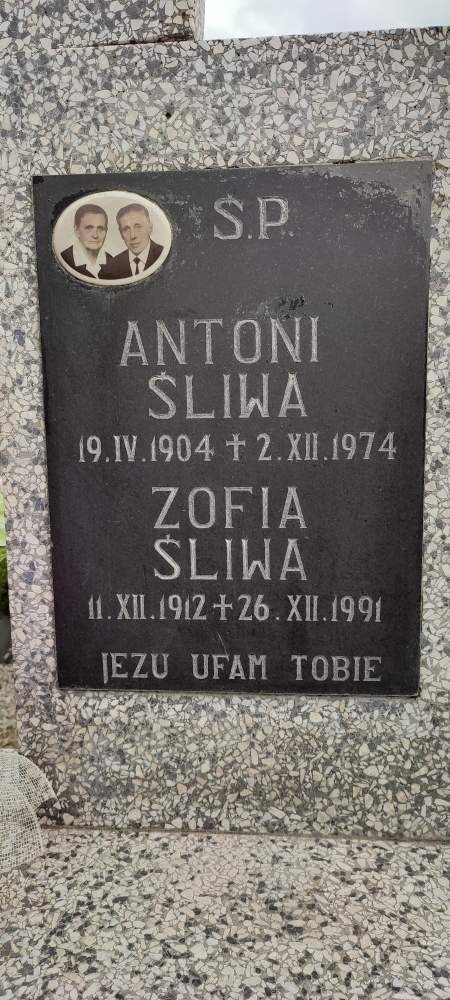 Ś.P.
ANTONI
ŚLIWA
19.IV.1904 ✝ 2.XII.1974
ZOFIA
ŚLIWA
11.XII.1912 ✝ 26.XII.1991
JEZU UFAM TOBIE